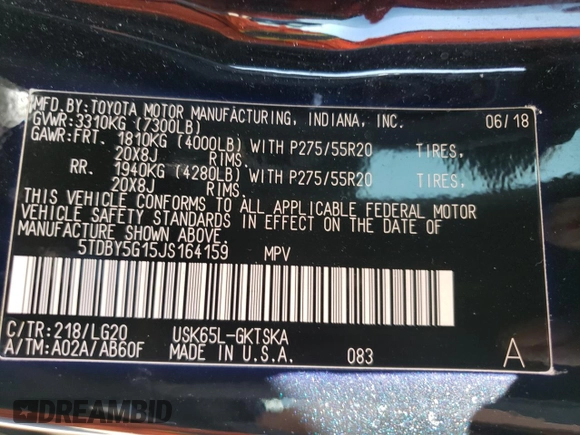 MFD.BY:TOYOTA MOTOR MANUFACTURING, INDIANA, INC. 06/18
GVWR:3310KG (7300LB)
GAWR:FRT. 1810KG (4000LB) WITH P275/55R20 TIRES,
20X8J RIMS.
RR. 1940KG (4280LB) WITH P275/55R20 TIRES,
20X8J RIMS.
THIS VEHICLE CONFORMS TO ALL APPLICABLE FEDERAL MOTOR
VEHICLE SAFETY STANDARDS IN EFFECT ON THE DATE OF
MANUFACTURE SHOWN ABOVE.
5TDBY5G15JS164159 MPV
C/TR:218/LG20 USK65L-GKTSKA
A/TM:A02A/AB60F MADE IN U.S.A. 083 A
DREAMBID